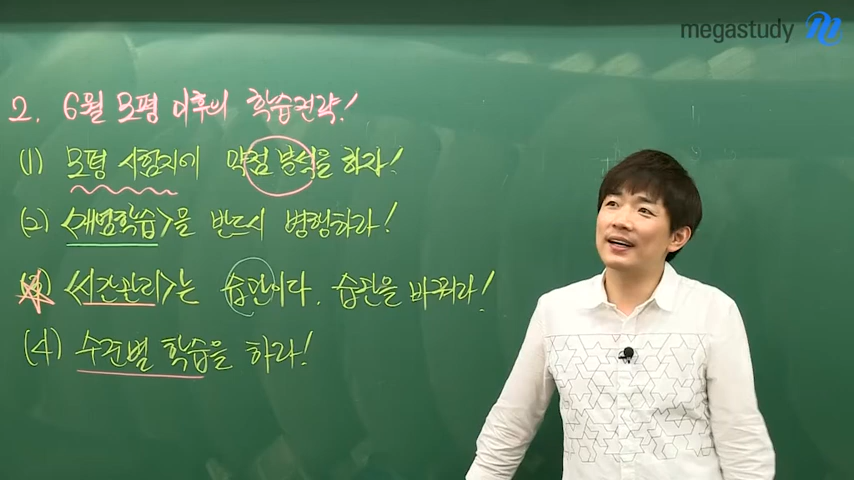 megastudy
2. 6월 모평 이후의 학습전략!
(1) 모평 시험지에 약점 분석을 하자!
(2) <개념학습>을 반드시 병행하라!
(3) <시간관리>는 습관이다. 습관을 바꿔라!
(4) 수준별 학습을 하라!